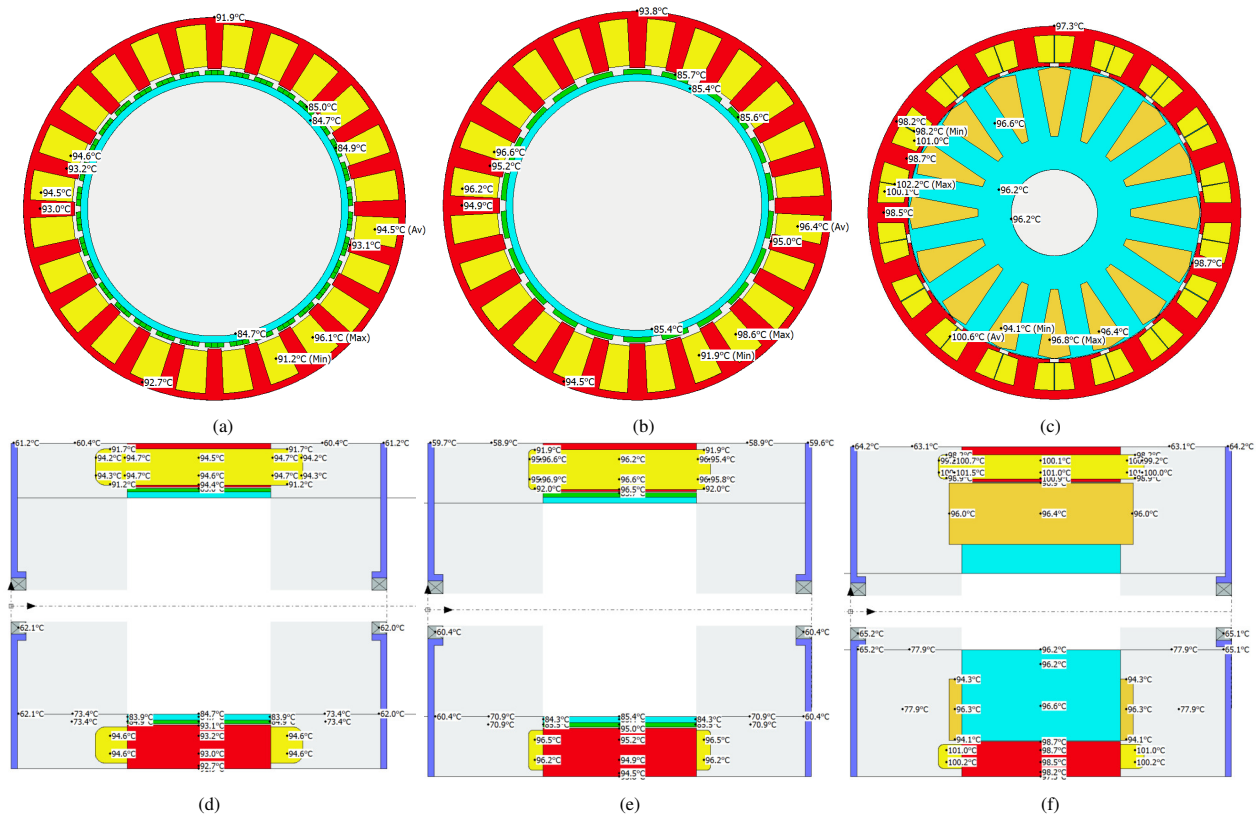 91.9°C
85.0°C
84.7°C
84.9°C
94.6°C
93.2°C
94.5°C
93.0°C
94.5°C (Av)
93.1°C
84.7°C
96.1°C (Max)
91.2°C (Min)
92.7°C
(a)
93.8°C
85.7°C
85.4°C
85.6°C
96.6°C
95.2°C
96.2°C
94.9°C
96.4°C (Av)
95.0°C
85.4°C
98.6°C (Max)
91.9°C (Min)
94.5°C
(b)
97.3°C
98.2°C
98.2°C (Min)
101.0°C
96.6°C
98.7°C
102.2°C (Max)
100.1°C
96.2°C
98.5°C
96.2°C
98.7°C
94.1°C (Min)
96.4°C
100.6°C (Av)
96.8°C (Max)
(c)
61.2°C 60.4°C 60.4°C 61.2°C
91.7°C 91.7°C
94.2°C 94.7°C 94.5°C 94.7°C 94.2°C
94.3°C 94.7°C 94.6°C 94.7°C 94.3°C
91.2°C 94.4°C 91.2°C
62.1°C 62.0°C
62.1°C 73.4°C 83.9°C 84.7°C 83.9°C 73.4°C 62.0°C
73.4°C 84.9°C 84.9°C 73.4°C
93.1°C
94.6°C 93.2°C 94.6°C
94.6°C 93.0°C 94.6°C
92.7°C
(d)
59.7°C 58.9°C 58.9°C 59.6°C
91.9°C 91.9°C
96.6°C 96.2°C 95.4°C
96.9°C 96.6°C 95.8°C
92.0°C 96.5°C 92.0°C
60.4°C 60.4°C
60.4°C 70.9°C 84.3°C 85.4°C 84.3°C 70.9°C 60.4°C
70.9°C 70.9°C
95.0°C
96.5°C 95.2°C 96.5°C
96.2°C 94.9°C 96.2°C
94.5°C
(e)
64.2°C 63.1°C 63.1°C 64.2°C
100.7°C 100.1°C 99.2°C
101.5°C 101.0°C 100.0°C
98.9°C 100.9°C 98.9°C
96.0°C 96.4°C 96.0°C
65.2°C 65.1°C
65.2°C 77.9°C 96.2°C 77.9°C 65.1°C
96.2°C
94.3°C 94.3°C
77.9°C 96.3°C 96.6°C 96.3°C 77.9°C
94.1°C 98.7°C 94.1°C
101.0°C 98.7°C 101.0°C
100.2°C 98.5°C 100.2°C
98.2°C
(f)